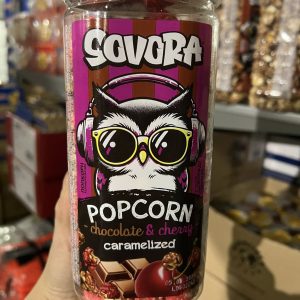 SOVORA
POPCORN
chocolate & cherry
caramelized